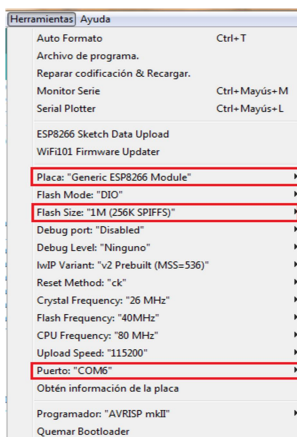 Herramientas Ayuda
Auto Formato Ctrl+T
Archivo de programa.
Reparar codificación & Recargar.
Monitor Serie Ctrl+Mayús+M
Serial Plotter Ctrl+Mayús+L
ESP8266 Sketch Data Upload
WiFi101 Firmware Updater
Placa: "Generic ESP8266 Module"
Flash Mode: "DIO"
Flash Size: "1M (256K SPIFFS)"
Debug port: "Disabled"
Debug Level: "Ninguno"
lwIP Variant: "v2 Prebuilt (MSS=536)"
Reset Method: "ck"
Crystal Frequency: "26 MHz"
Flash Frequency: "40MHz"
CPU Frequency: "80 MHz"
Upload Speed: "115200"
Puerto: "COM6"
Obtén información de la placa
Programador: "AVRISP mkII"
Quemar Bootloader